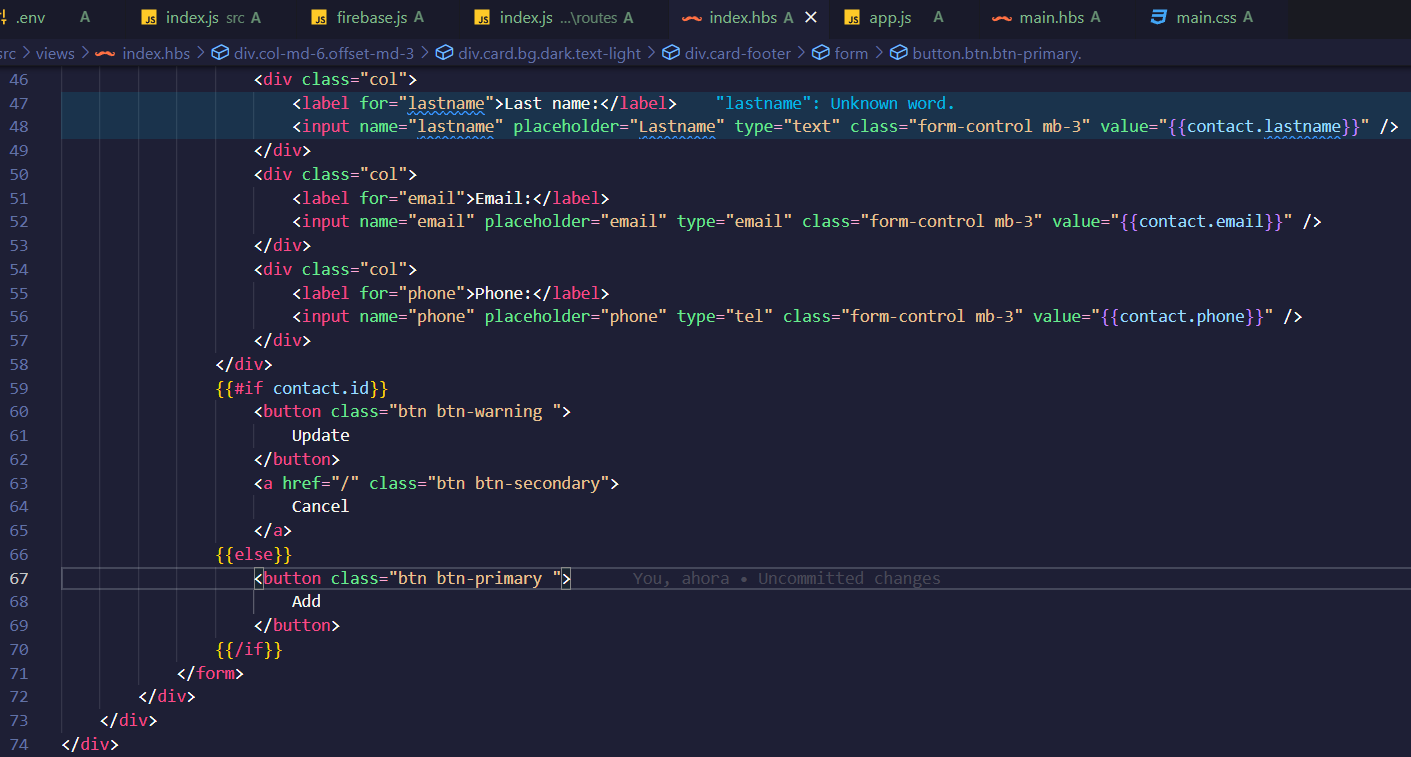 .env A JS index.js src A JS firebase.js A JS index.js ...\routes A index.hbs A JS app.js A main.hbs A main.css A
src > views > index.hbs > div.col-md-6.offset-md-3 > div.card.bg.dark.text-light > div.card-footer > form > button.btn.btn-primary.
46 <div class="col">
47 <label for="lastname">Last name:</label> "lastname": Unknown word.
48 <input name="lastname" placeholder="Lastname" type="text" class="form-control mb-3" value="{{contact.lastname}}" />
49 </div>
50 <div class="col">
51 <label for="email">Email:</label>
52 <input name="email" placeholder="email" type="email" class="form-control mb-3" value="{{contact.email}}" />
53 </div>
54 <div class="col">
55 <label for="phone">Phone:</label>
56 <input name="phone" placeholder="phone" type="tel" class="form-control mb-3" value="{{contact.phone}}" />
57 </div>
58 </div>
59 {{#if contact.id}}
60 <button class="btn btn-warning ">
61 Update
62 </button>
63 <a href="/" class="btn btn-secondary">
64 Cancel
65 </a>
66 {{else}}
67 <button class="btn btn-primary "> You, ahora • Uncommitted changes
68 Add
69 </button>
70 {{/if}}
71 </form>
72 </div>
73 </div>
74 </div>